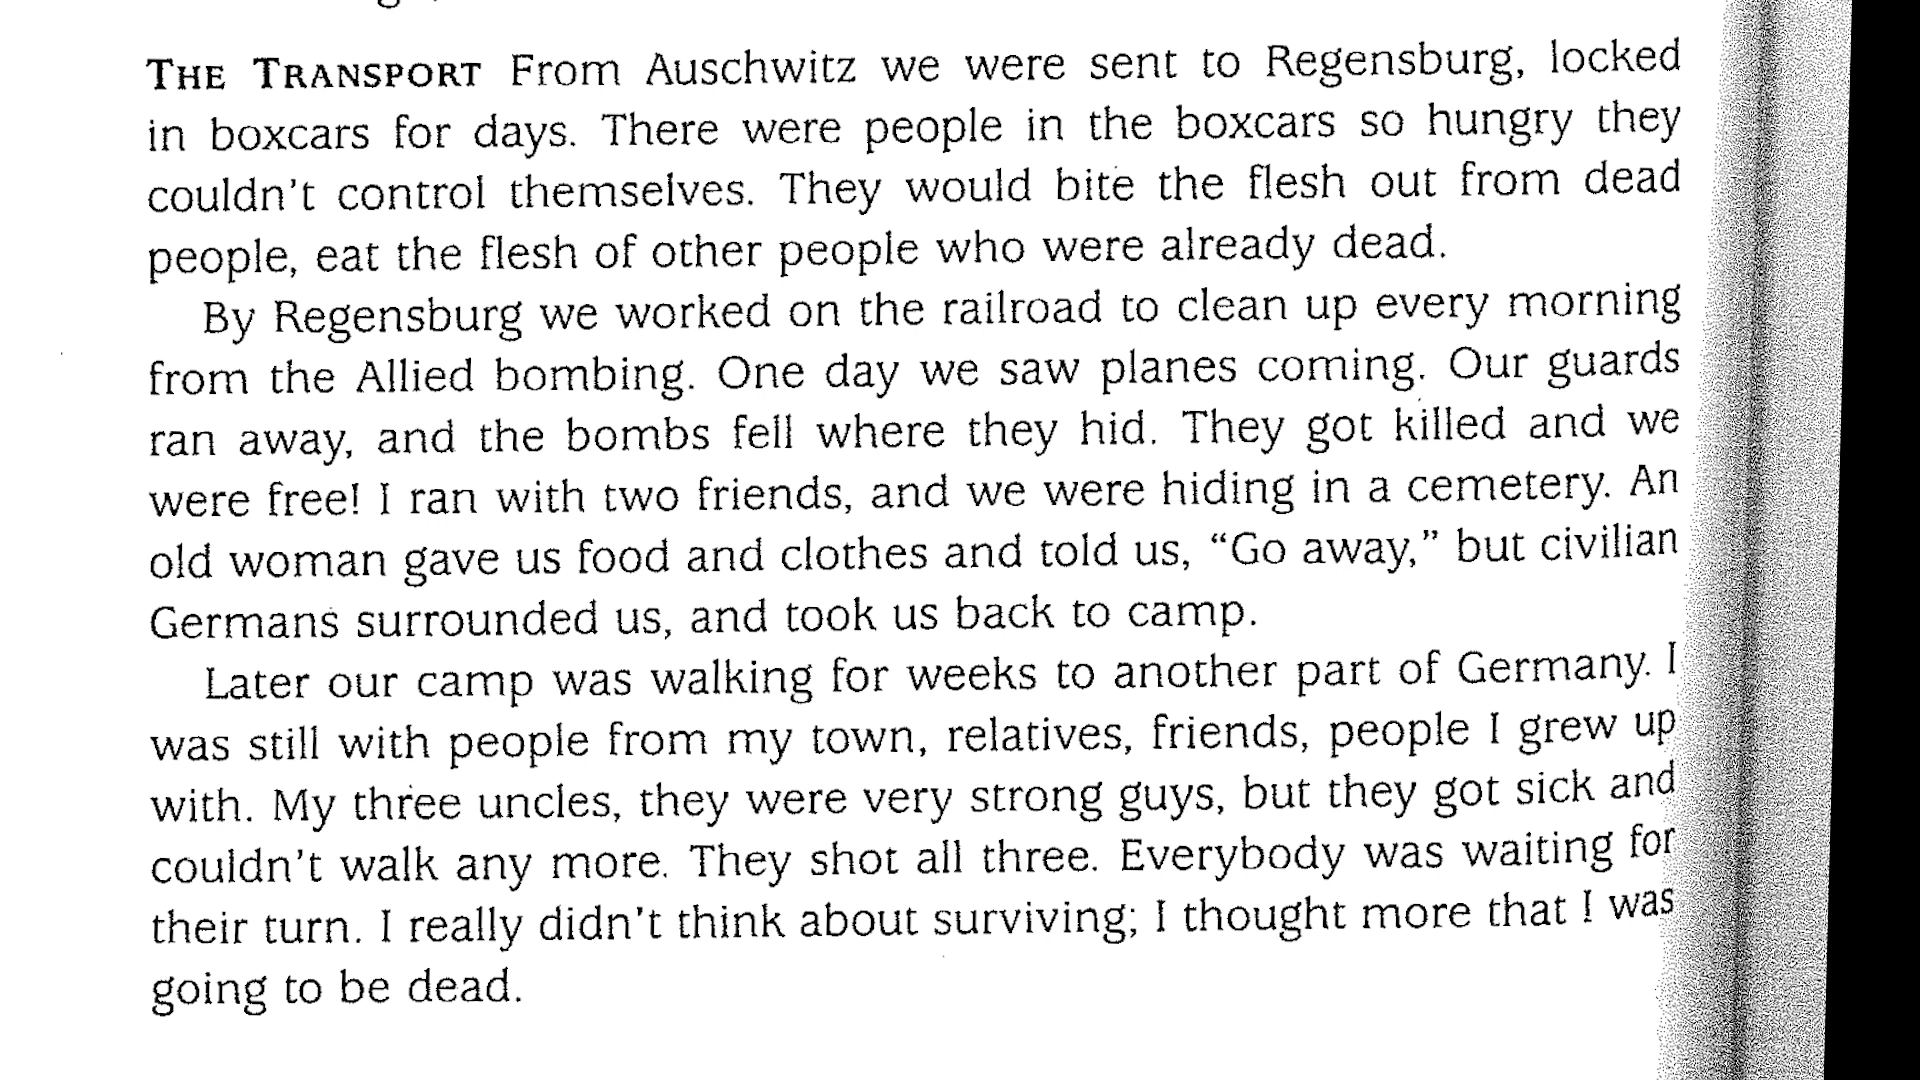 THE TRANSPORT From Auschwitz we were sent to Regensburg, locked
in boxcars for days. There were people in the boxcars so hungry they
couldn't control themselves. They would bite the flesh out from dead
people, eat the flesh of other people who were already dead.
By Regensburg we worked on the railroad to clean up every morning
from the Allied bombing. One day we saw planes coming. Our guards
ran away, and the bombs fell where they hid. They got killed and we
were free! I ran with two friends, and we were hiding in a cemetery. An
old woman gave us food and clothes and told us, “Go away,” but civilian
Germans surrounded us, and took us back to camp.
Later our camp was walking for weeks to another part of Germany. I
was still with people from my town, relatives, friends, people I grew up
with. My three uncles, they were very strong guys, but they got sick and
couldn't walk any more. They shot all three. Everybody was waiting for
their turn. I really didn't think about surviving; I thought more that I was
going to be dead.